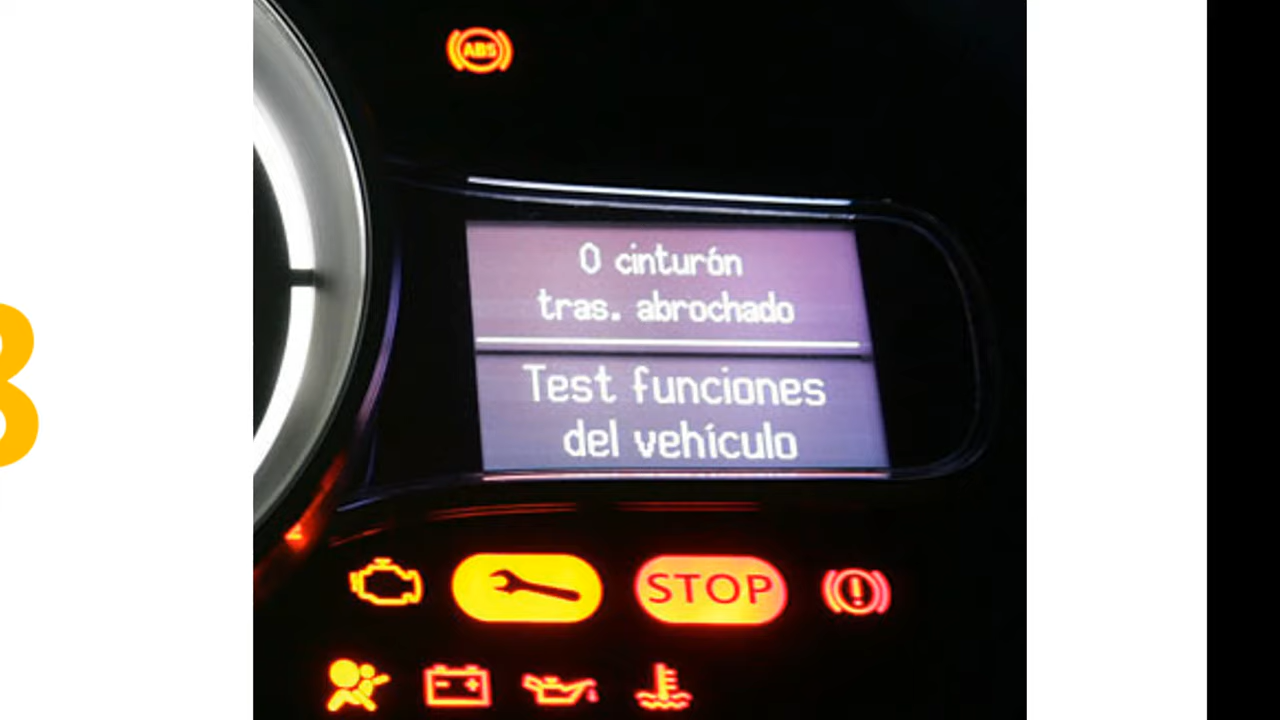 ABS
0 cinturón
tras. abrochado
Test funciones
del vehículo
STOP